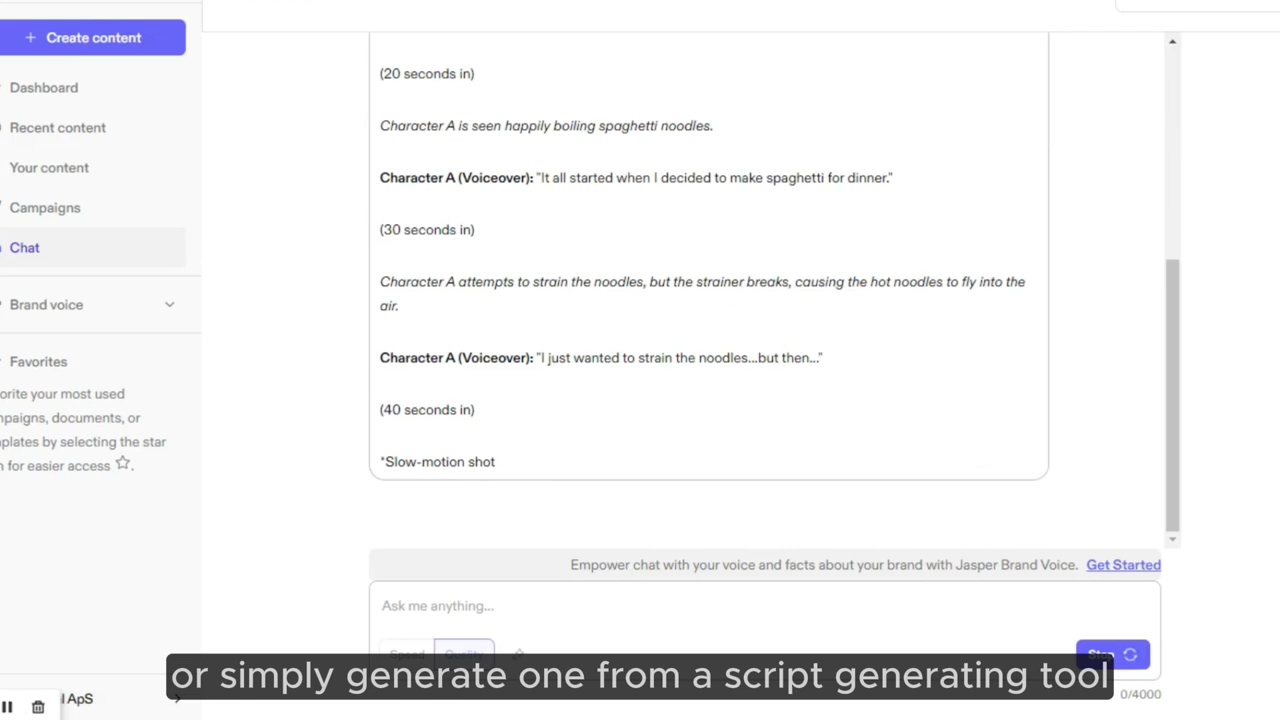 + Create content
Dashboard
Recent content
Your content
Campaigns
Chat
Brand voice
Favorites
orite your most used
npaigns, documents, or
nplates by selecting the star
n for easier access ☆.
l ApS
(20 seconds in)
Character A is seen happily boiling spaghetti noodles.
Character A (Voiceover): "It all started when I decided to make spaghetti for dinner."
(30 seconds in)
Character A attempts to strain the noodles, but the strainer breaks, causing the hot noodles to fly into the
air.
Character A (Voiceover): "I just wanted to strain the noodles...but then..."
(40 seconds in)
*Slow-motion shot
Empower chat with your voice and facts about your brand with Jasper Brand Voice. Get Started
Ask me anything...
Speed Quality
Stop
0/4000
or simply generate one from a script generating tool